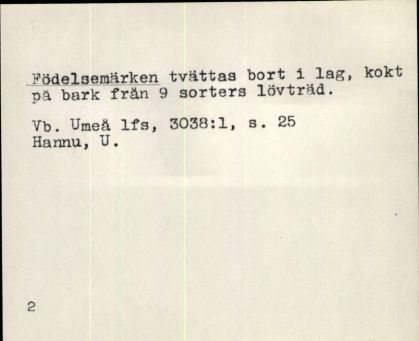 Födelsemärken tvättas bort i lag, kokt
på bark från 9 sorters lövträd.
Vb. Umeå lfs, 3038:1, s. 25
Hannu, U.
2